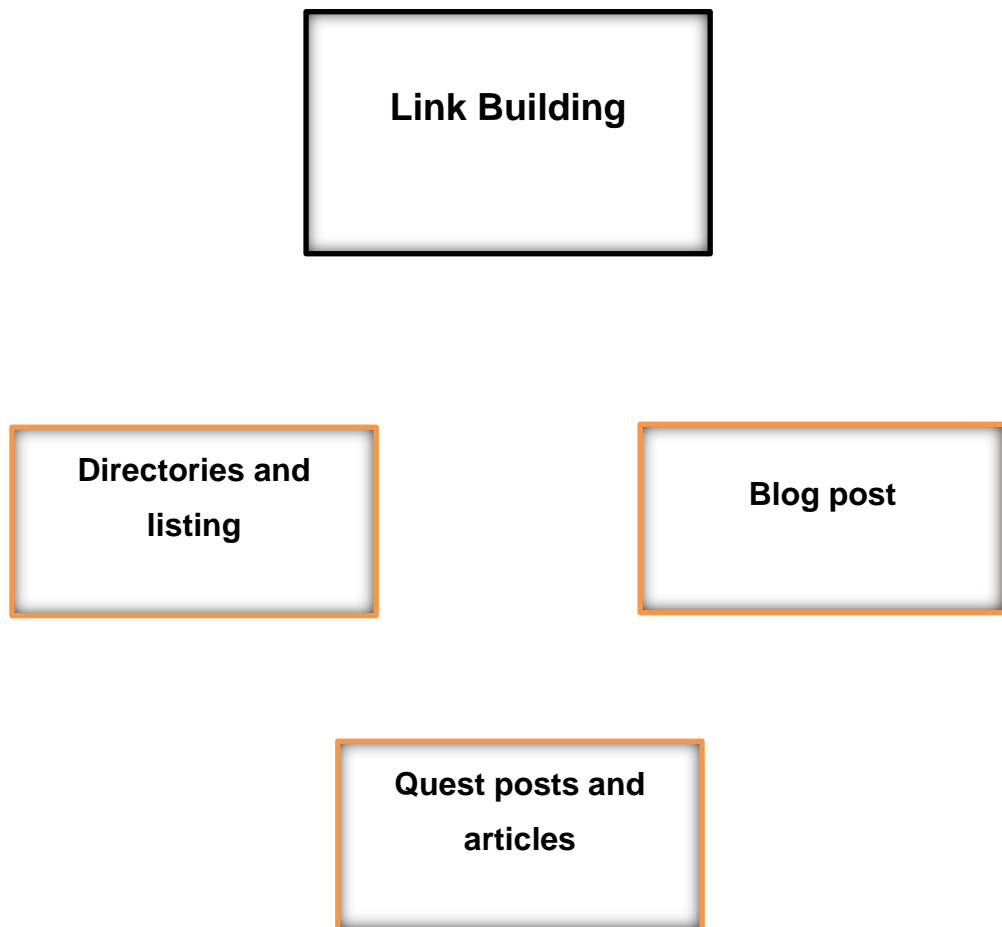 Link Building
Directories and
listing
Blog post
Quest posts and
articles